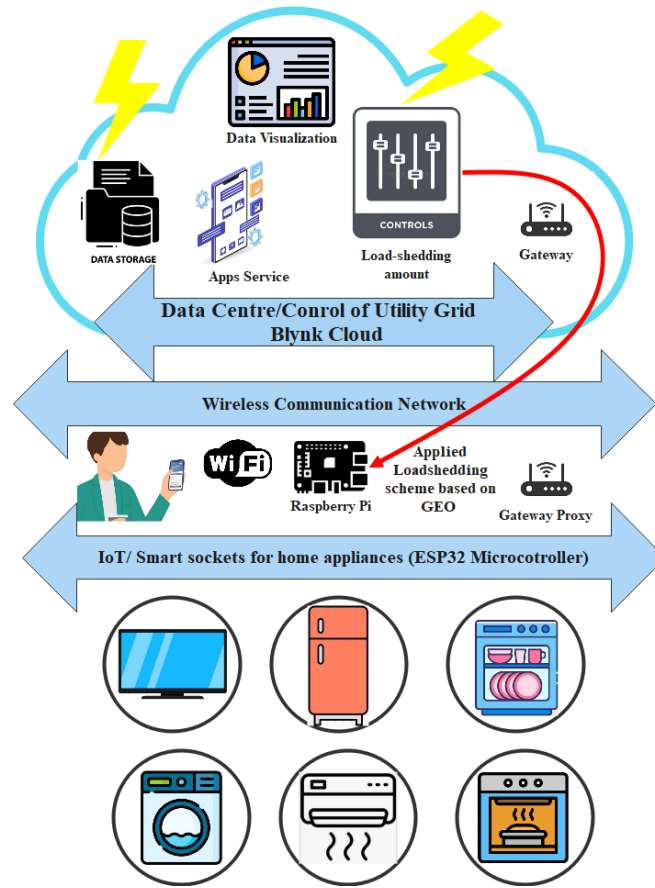 Data Visualization
CONTROLS
DATA STORAGE
Apps Service
Load-shedding
amount
Gateway
Data Centre/Conrol of Utility Grid
Blynk Cloud
Wireless Communication Network
WiFi
Raspberry Pi
Applied
Loadshedding
scheme based on
GEO
Gateway Proxy
IoT/ Smart sockets for home appliances (ESP32 Microcotroller)